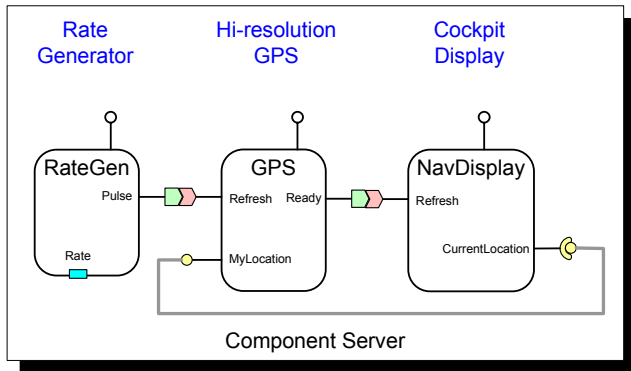 Rate
Generator
Hi-resolution
GPS
Cockpit
Display
RateGen
Pulse
Rate
GPS
Refresh Ready
MyLocation
NavDisplay
Refresh
CurrentLocation
Component Server